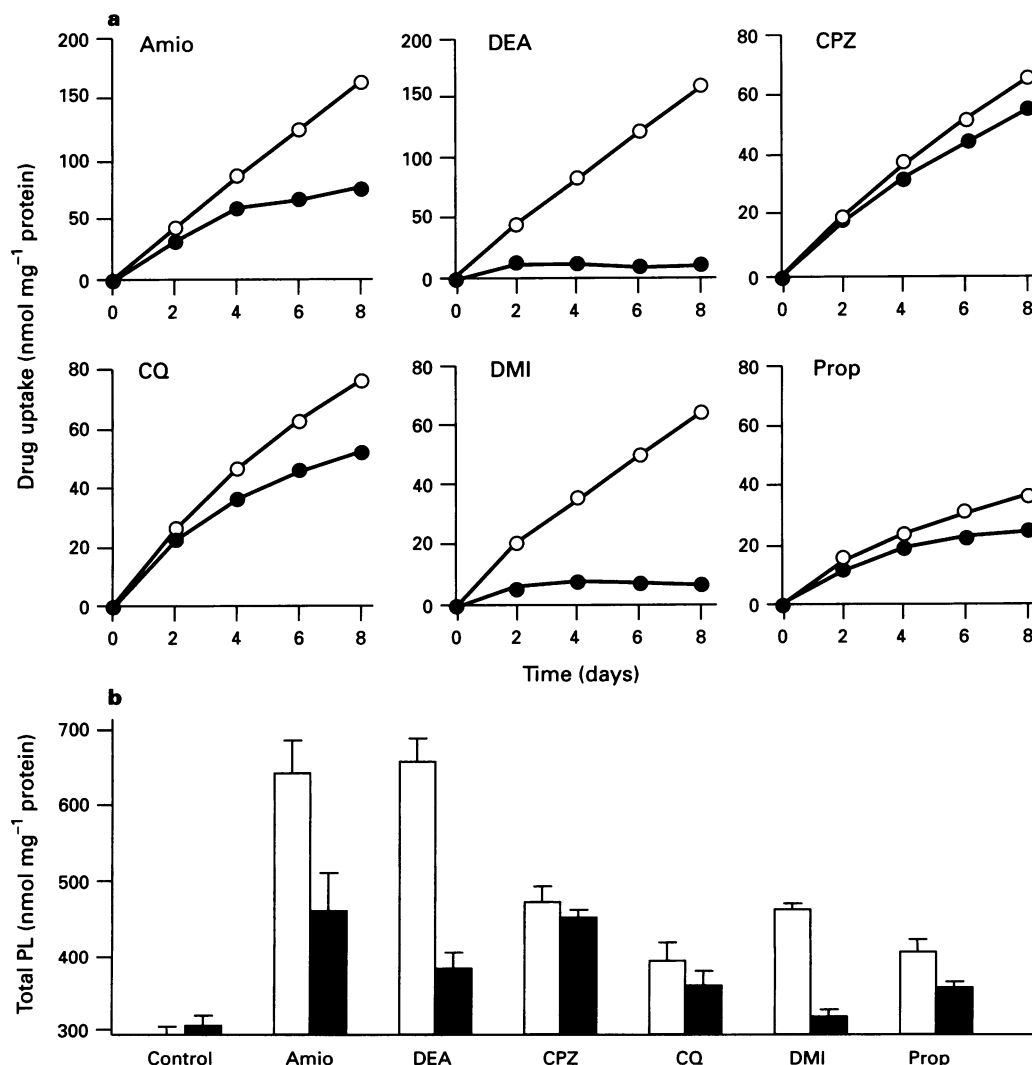 a
Amio
DEA
CPZ
200
150
100
50
0
0 2 4 6 8
200
150
100
50
0
0 2 4 6 8
80
60
40
20
0
0 2 4 6 8
Drug uptake (nmol mg⁻¹ protein)
CQ
DMI
Prop
80
60
40
20
0
0 2 4 6 8
80
60
40
20
0
0 2 4 6 8
80
60
40
20
0
0 2 4 6 8
Time (days)
b
Total PL (nmol mg⁻¹ protein)
700
600
500
400
300
Control Amio DEA CPZ CQ DMI Prop